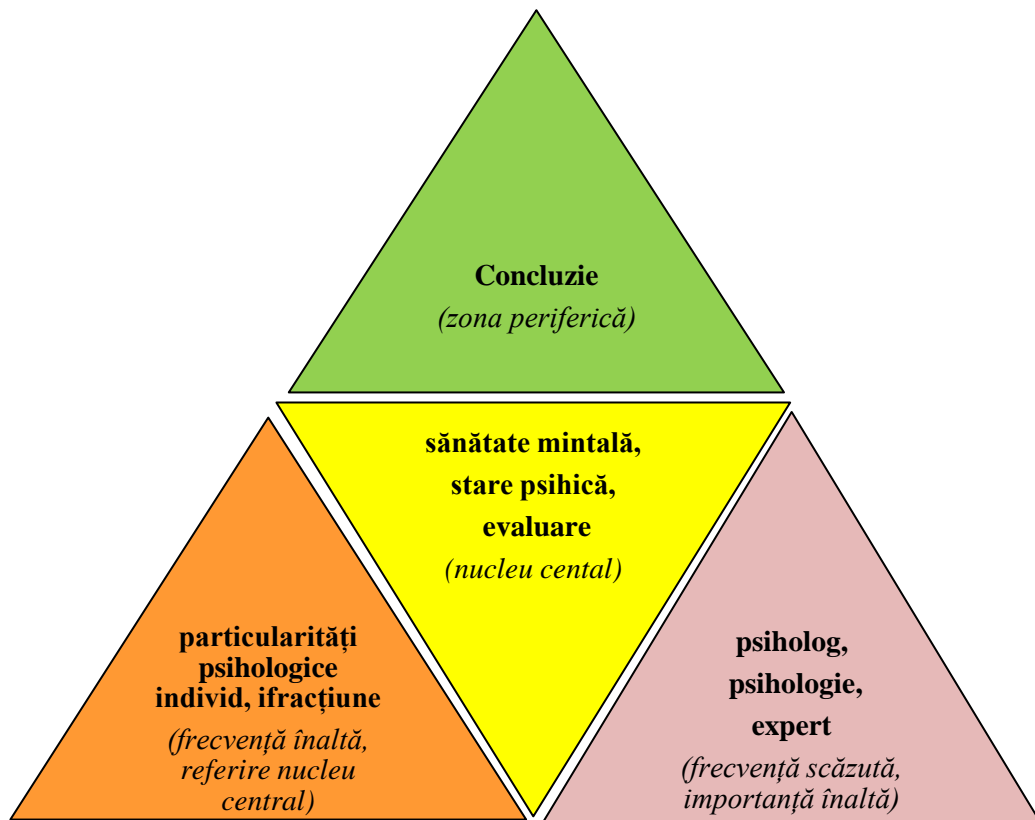 Concluzie
(zona periferică)
sănătate mintală,
stare psihică,
evaluare
(nucleu cental)
particularități
psihologice
individ, ifracțiune
(frecvență înaltă,
referire nucleu
central)
psiholog,
psihologie,
expert
(frecvență scăzută,
importanță înaltă)